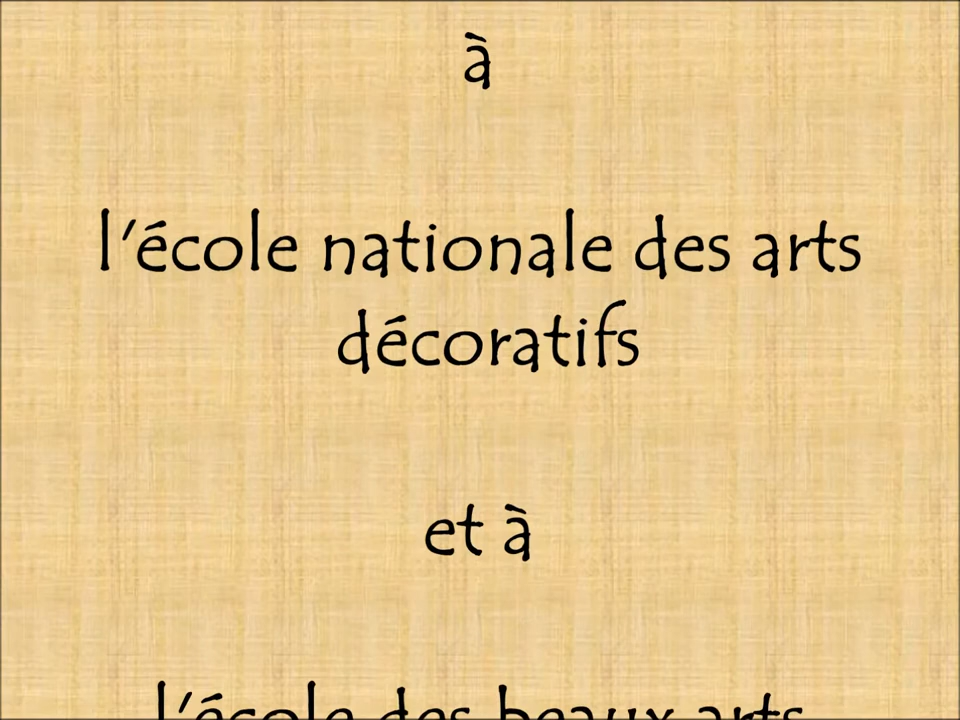 à
l'école nationale des arts
décoratifs
et à
l'école des beaux arts